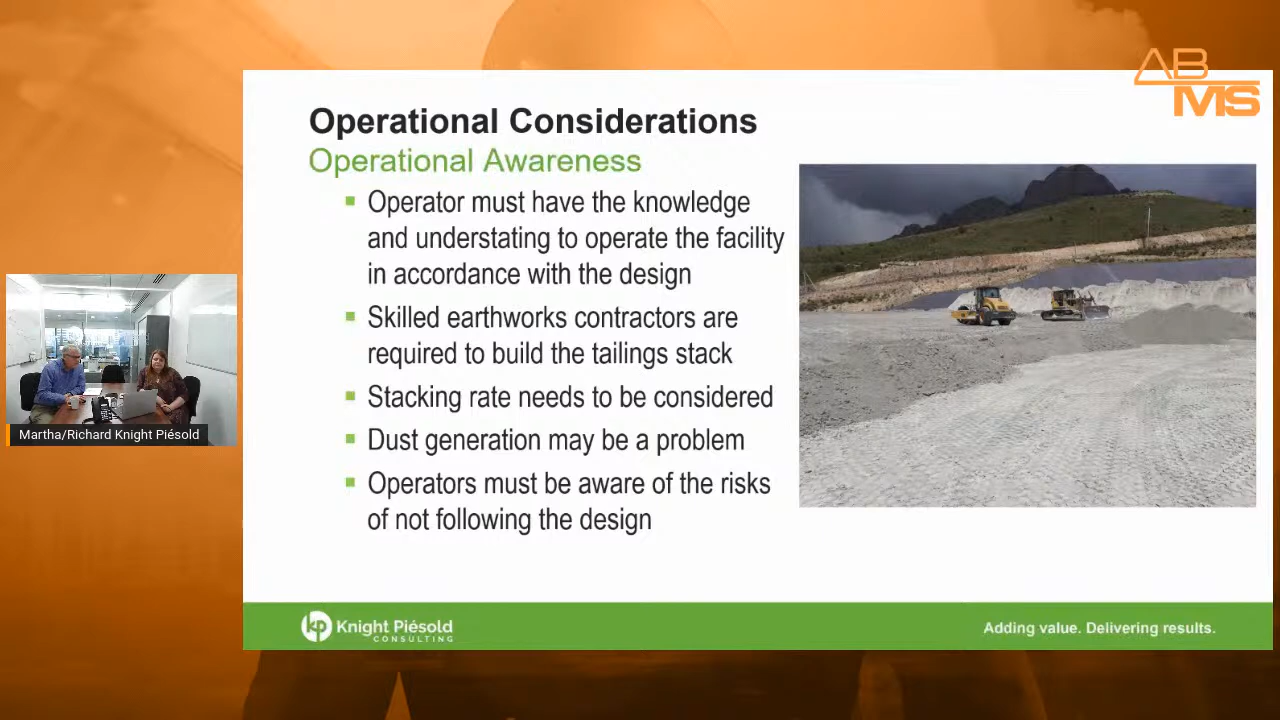 AB
MS
Operational Considerations
Operational Awareness
Operator must have the knowledge
and understating to operate the facility
in accordance with the design
Skilled earthworks contractors are
required to build the tailings stack
Stacking rate needs to be considered
Dust generation may be a problem
Operators must be aware of the risks
of not following the design
Martha/Richard Knight Piésold
kp Knight Piésold
CONSULTING
Adding value. Delivering results.